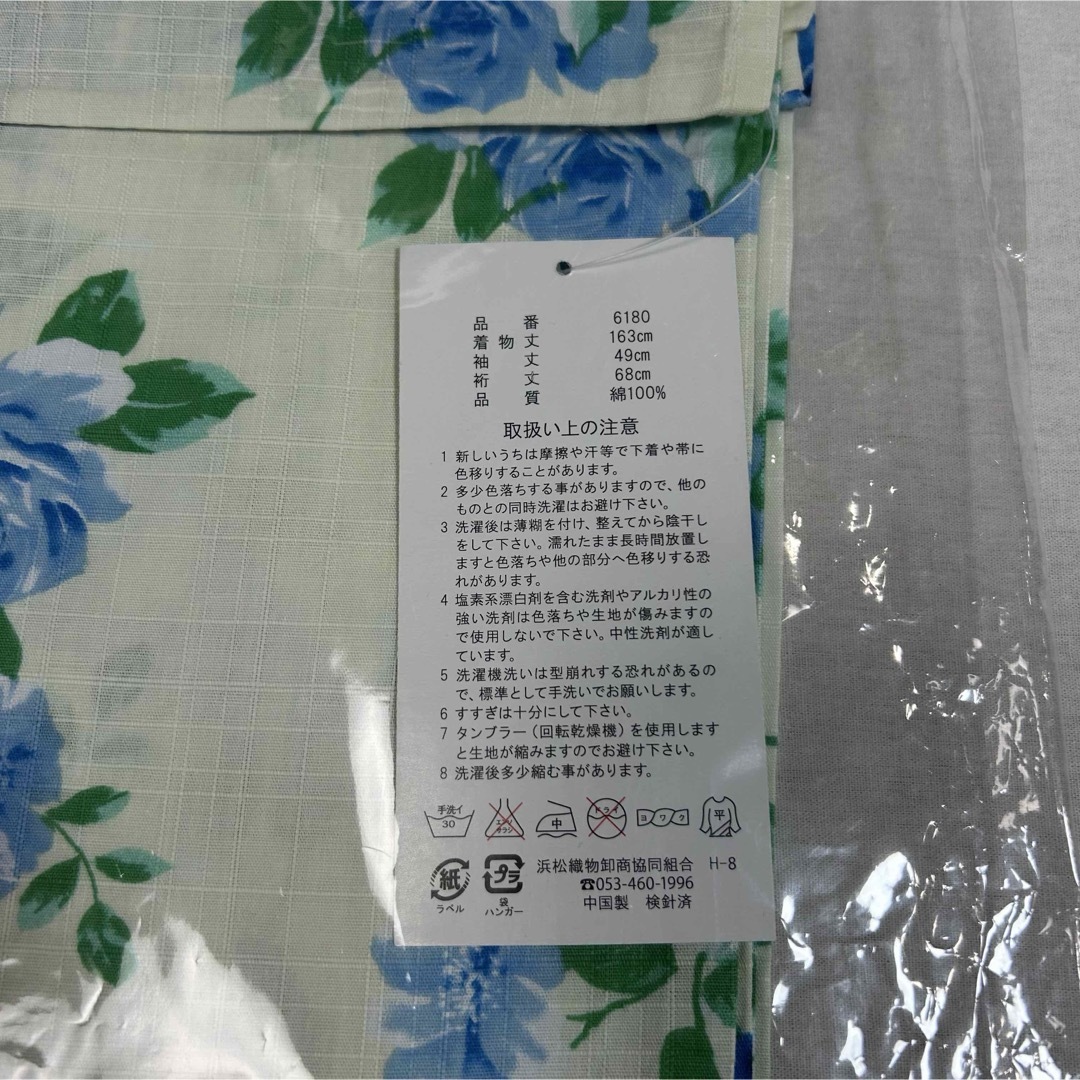 品番 6180
着物丈 163cm
袖丈 49cm
裄丈 68cm
品質 綿100%
取扱い上の注意
1 新しいうちは摩擦や汗等で下着や帯に
色移りすることがあります。
2 多少色落ちする事がありますので、他の
ものとの同時洗濯はお避け下さい。
3 洗濯後は薄糊を付け、整えてから陰干し
をして下さい。濡れたまま長時間放置し
ますと色落ちや他の部分へ色移りする恐
れがあります。
4 塩素系漂白剤を含む洗剤やアルカリ性の
強い洗剤は色落ちや生地が傷みますの
で使用しないで下さい。中性洗剤が適し
ています。
5 洗濯機洗いは型崩れする恐れがあるの
で、標準として手洗いでお願いします。
6 すすぎは十分にして下さい。
7 タンブラー(回転乾燥機)を使用します
と生地が縮みますのでお避け下さい。
8 洗濯後多少縮む事があります。
手洗イ 30 エンソサラシ 中 ドライ ヨワク 平
紙 プラ 浜松織物卸商協同組合 H-8
ラベル 袋 ハンガー ☎053-460-1996
中国製 検針済